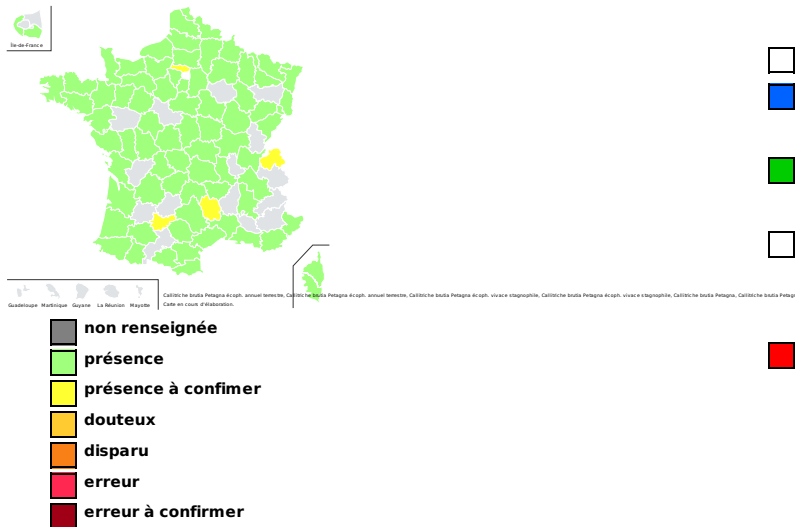 Île-de-France
Guadeloupe Martinique Guyane La Réunion Mayotte
Callitriche brutia Petagna écoph. annuel terrestre, Callitriche brutia Petagna écoph. annuel terrestre, Callitriche brutia Petagna écoph. vivace stagnophile, Callitriche brutia Petagna écoph. vivace stagnophile, Callitriche brutia Petagna, Callitriche brutia Petag
Carte en cours d'élaboration.
non renseignée
présence
présence à confimer
douteux
disparu
erreur
erreur à confirmer